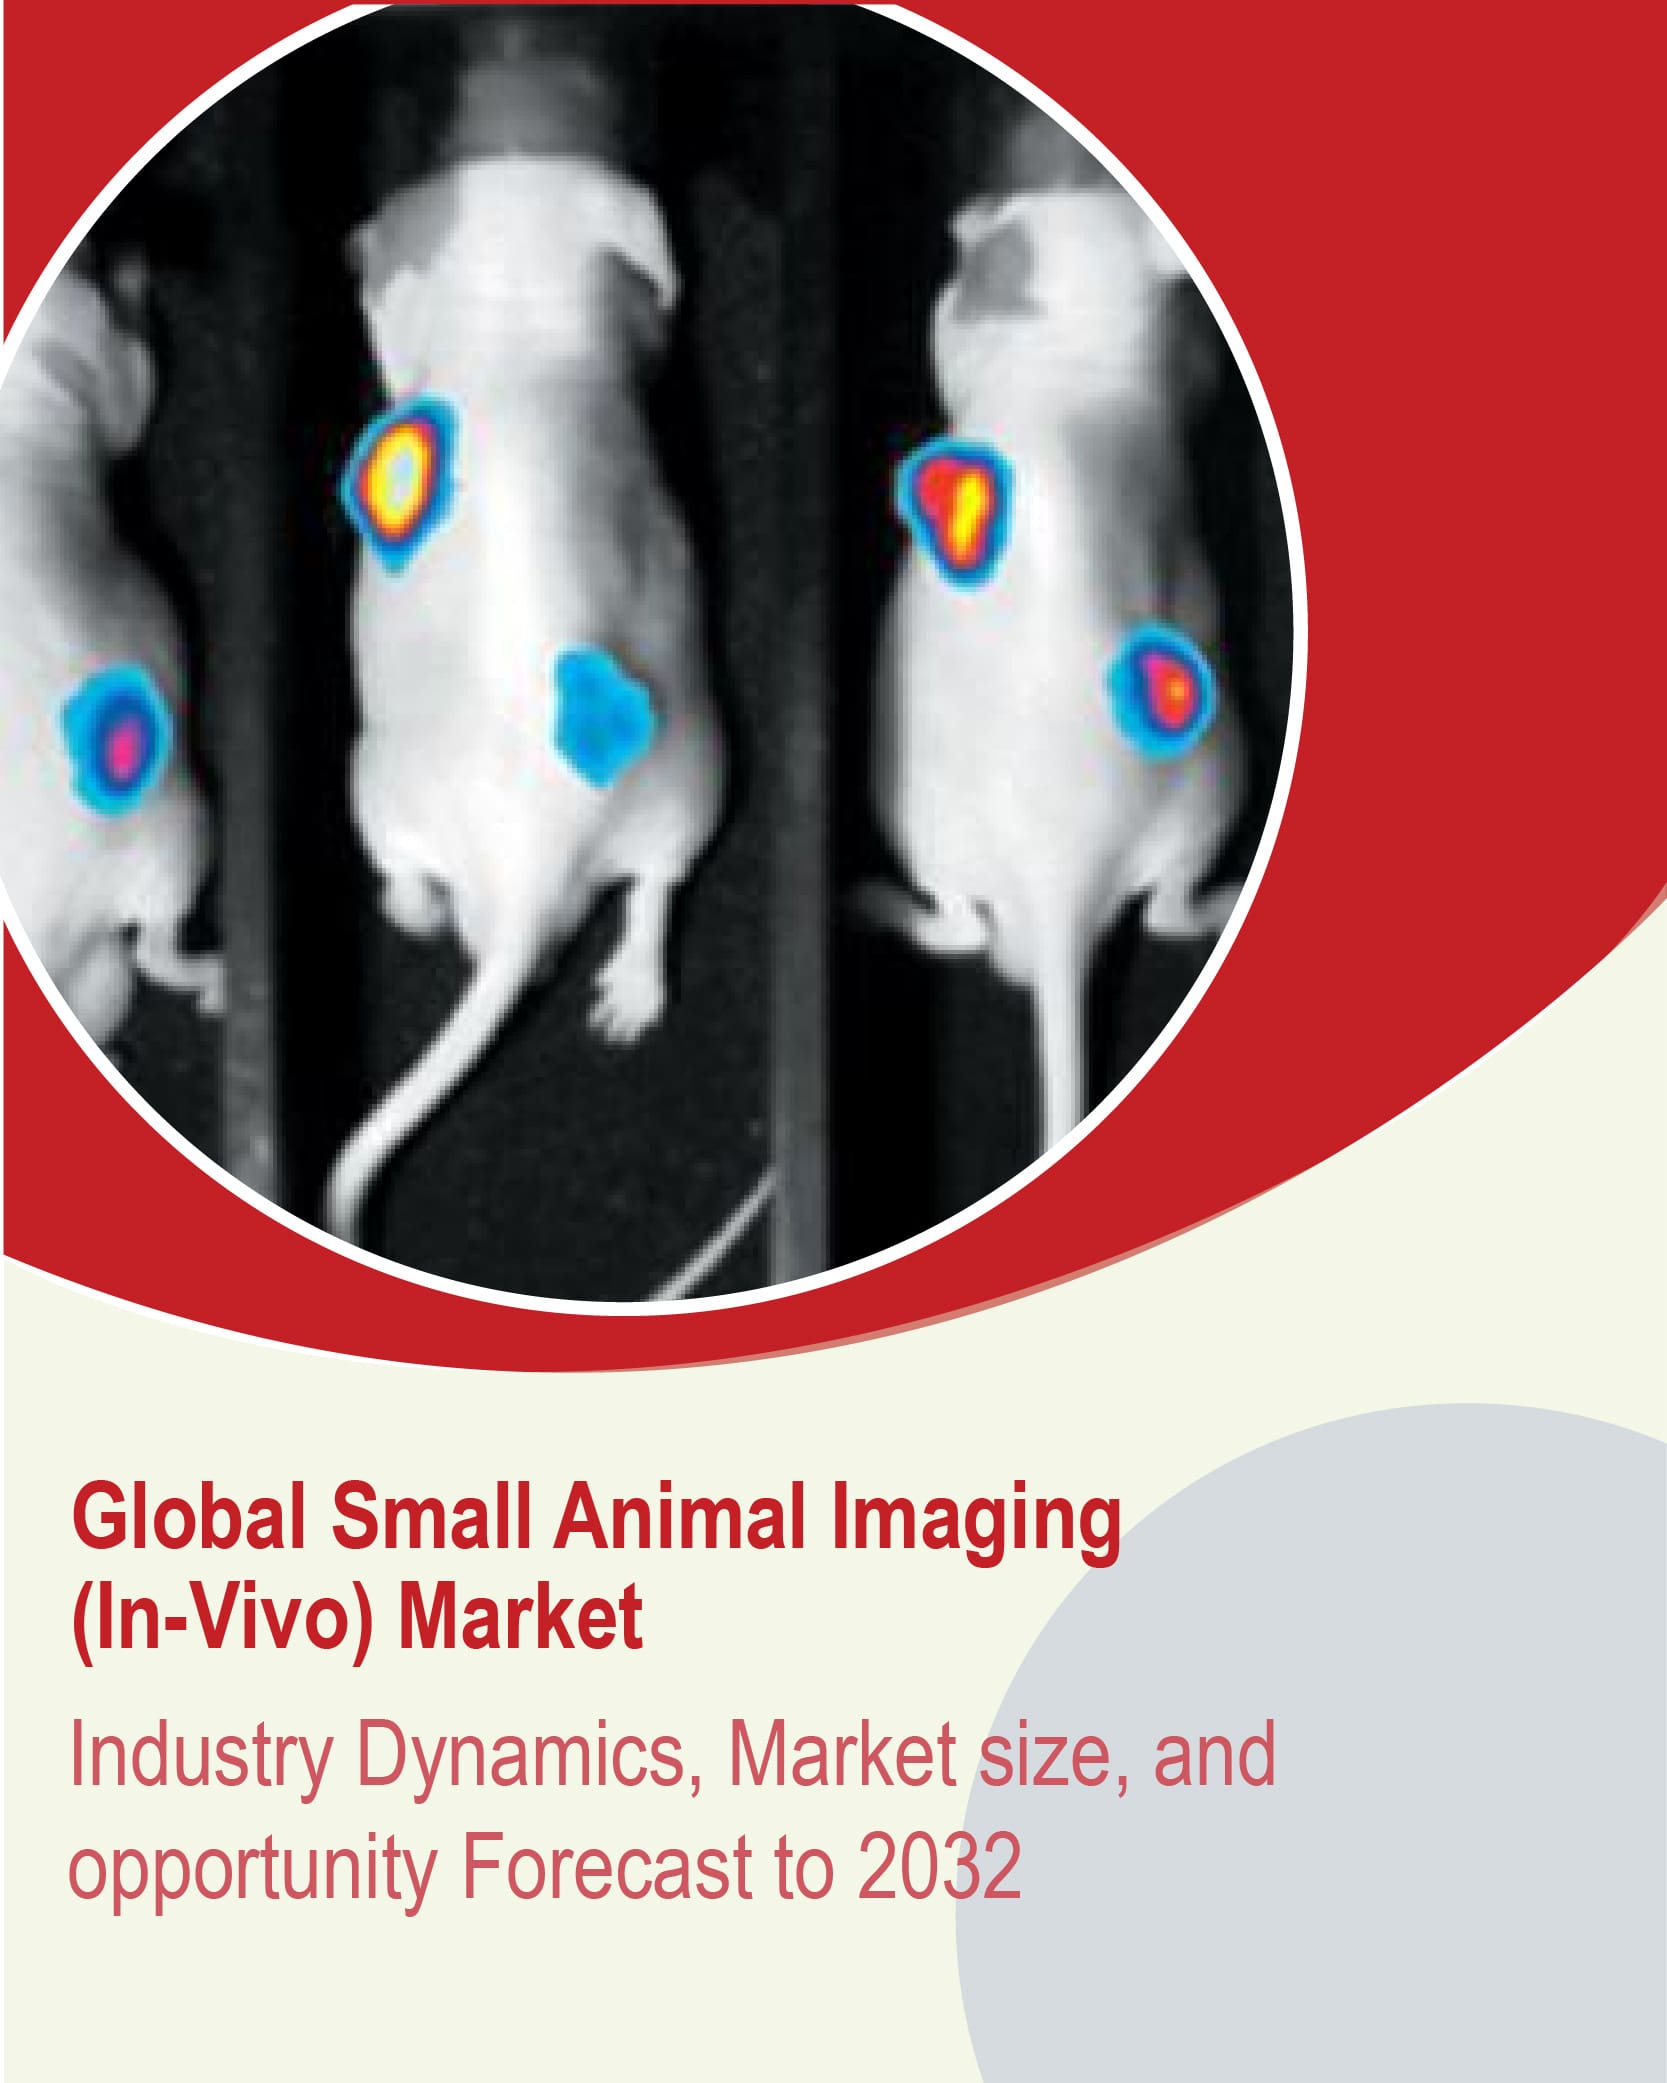 Global Small Animal Imaging
(In-Vivo) Market
Industry Dynamics, Market size, and
opportunity Forecast to 2032